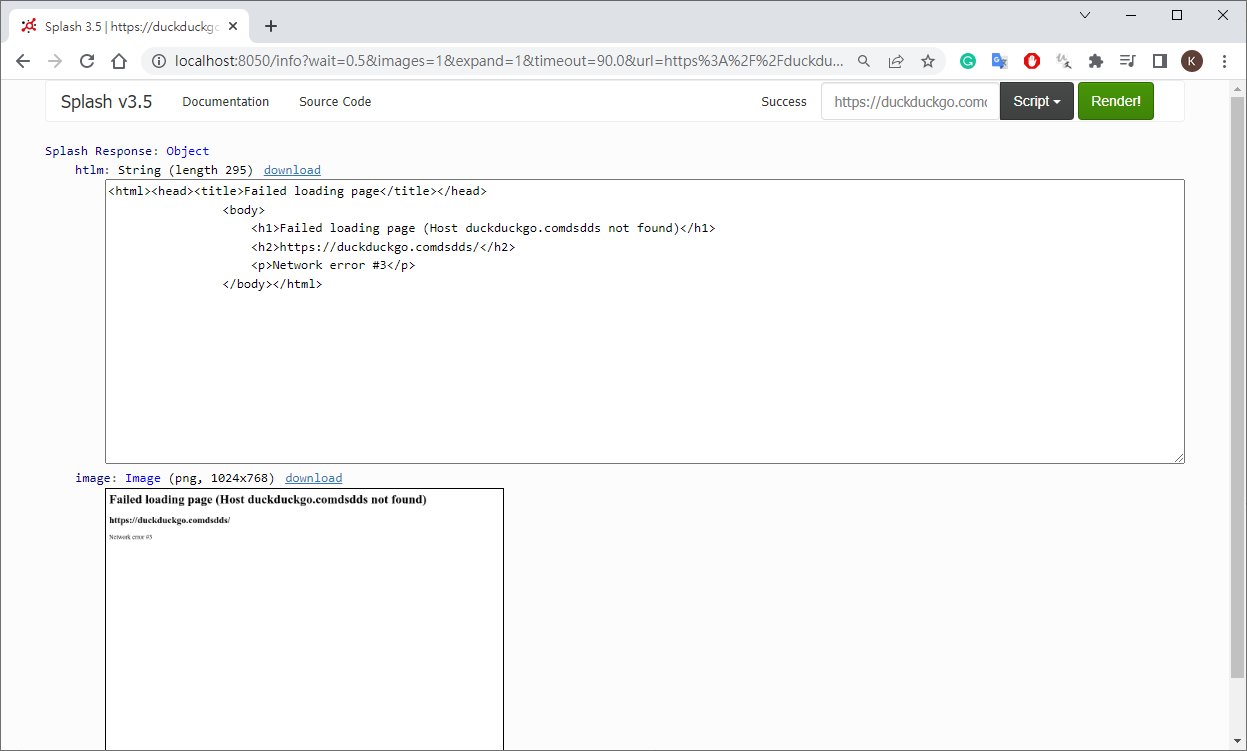 Splash 3.5 | https://duckduckg
localhost:8050/info?wait=0.5&images=1&expand=1&timeout=90.0&url=https%3A%2F%2Fduckdu...
K
Splash v3.5 Documentation Source Code Success https://duckduckgo.comd Script Render!
Splash Response: Object
htlm: String (length 295) download
<html><head><title>Failed loading page</title></head>
<body>
<h1>Failed loading page (Host duckduckgo.comdsdds not found)</h1>
<h2>https://duckduckgo.comdsdds/</h2>
<p>Network error #3</p>
</body></html>
image: Image (png, 1024x768) download
Failed loading page (Host duckduckgo.comdsdds not found)
https://duckduckgo.comdsdds/
Network error #3